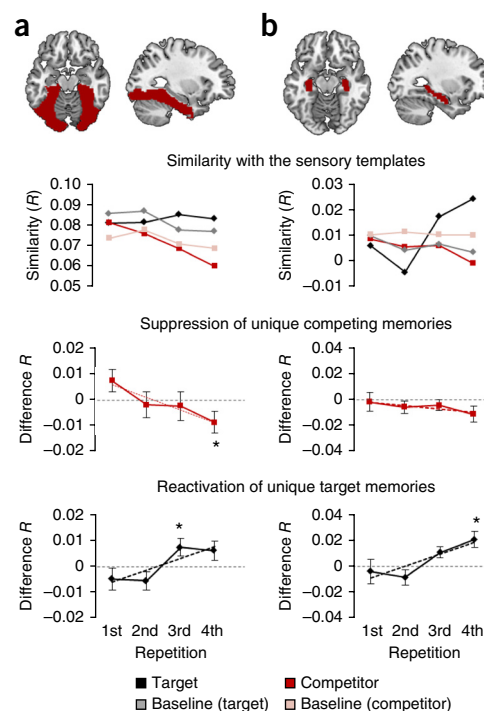 a b
Similarity with the sensory templates
Similarity (R)
0.10
0.09
0.08
0.07
0.06
0.05
0.03
0.02
0.01
0
−0.01
Similarity (R)
Suppression of unique competing memories
Difference R
0.02
0.01
0
−0.01
−0.02
*
Difference R
0.04
0.02
0
−0.02
−0.04
Reactivation of unique target memories
Difference R
0.02
0.01
0
−0.01
−0.02
*
Difference R
0.04
0.02
0
−0.02
−0.04
*
1st 2nd 3rd 4th
Repetition
1st 2nd 3rd 4th
Repetition
Target Competitor
Baseline (target) Baseline (competitor)